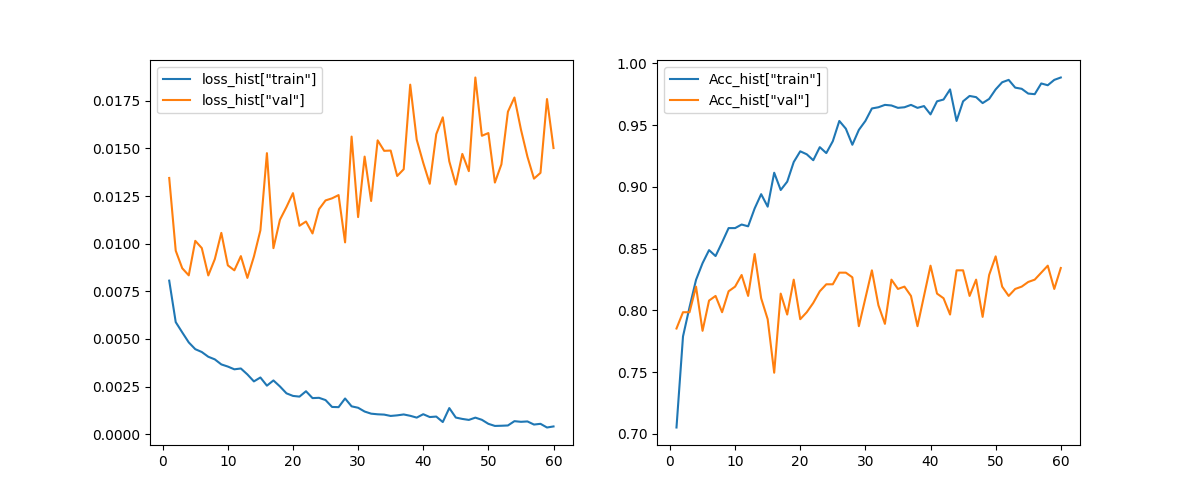 loss_hist["train"]
loss_hist["val"]
0.0175
0.0150
0.0125
0.0100
0.0075
0.0050
0.0025
0.0000
0 10 20 30 40 50 60
Acc_hist["train"]
Acc_hist["val"]
1.00
0.95
0.90
0.85
0.80
0.75
0.70
0 10 20 30 40 50 60